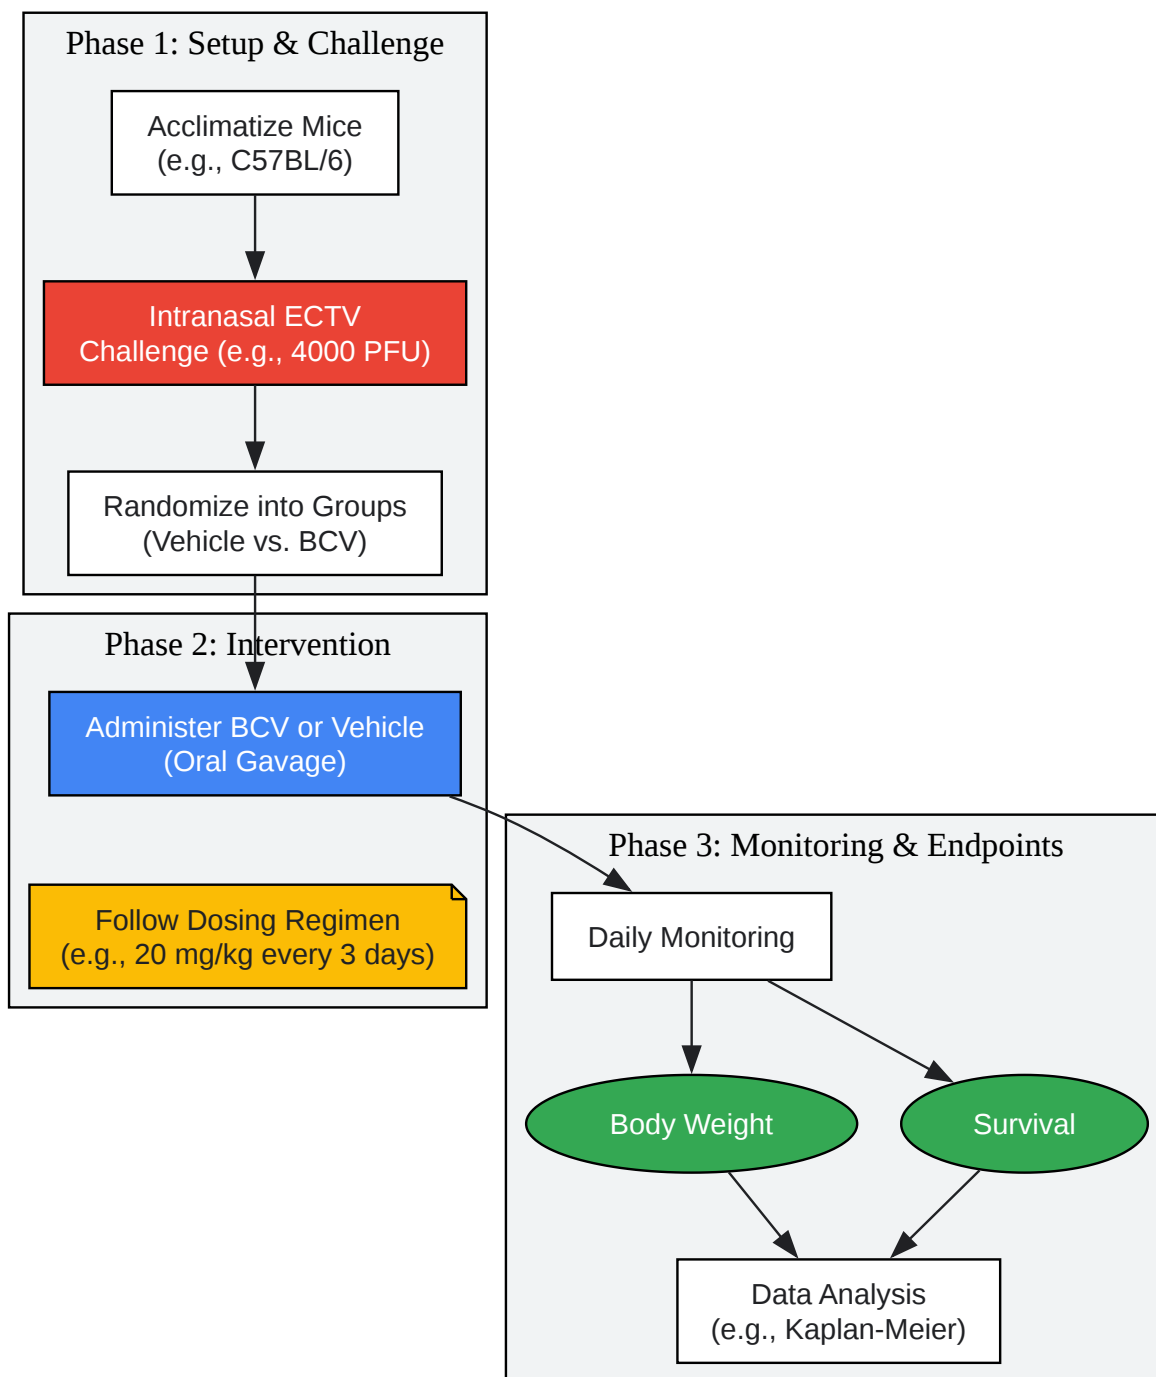 Phase 1: Setup & Challenge
Acclimatize Mice
(e.g., C57BL/6)
Intranasal ECTV
Challenge (e.g., 4000 PFU)
Randomize into Groups
(Vehicle vs. BCV)
Phase 2: Intervention
Administer BCV or Vehicle
(Oral Gavage)
Follow Dosing Regimen
(e.g., 20 mg/kg every 3 days)
Phase 3: Monitoring & Endpoints
Daily Monitoring
Body Weight
Survival
Data Analysis
(e.g., Kaplan-Meier)